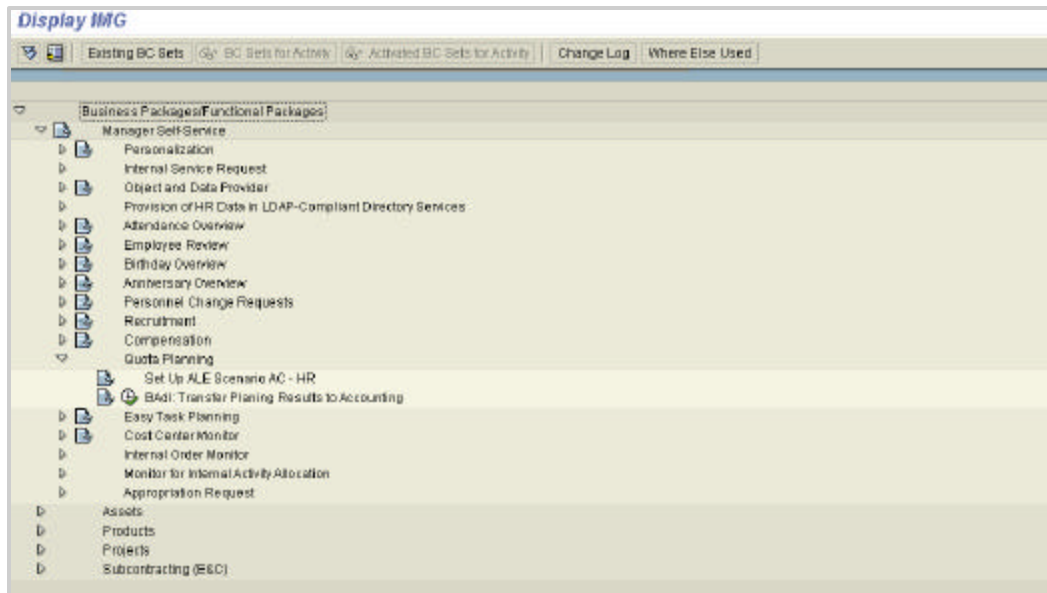 Display IMG
Existing BC Sets BC Sets for Activity Activated BC Sets for Activity Change Log Where Else Used
Business Packages/Functional Packages
Manager Self-Service
Personalization
Internal Service Request
Object and Data Provider
Provision of HR Data in LDAP-Compliant Directory Services
Attendance Overview
Employee Review
Birthday Overview
Anniversary Overview
Personnel Change Requests
Recruitment
Compensation
Quota Planning
Set Up ALE Scenario AC - HR
BAdI: Transfer Planing Results to Accounting
Easy Task Planning
Cost Center Monitor
Internal Order Monitor
Monitor for Internal Activity Allocation
Appropriation Request
Assets
Products
Projects
Subcontracting (E&C)